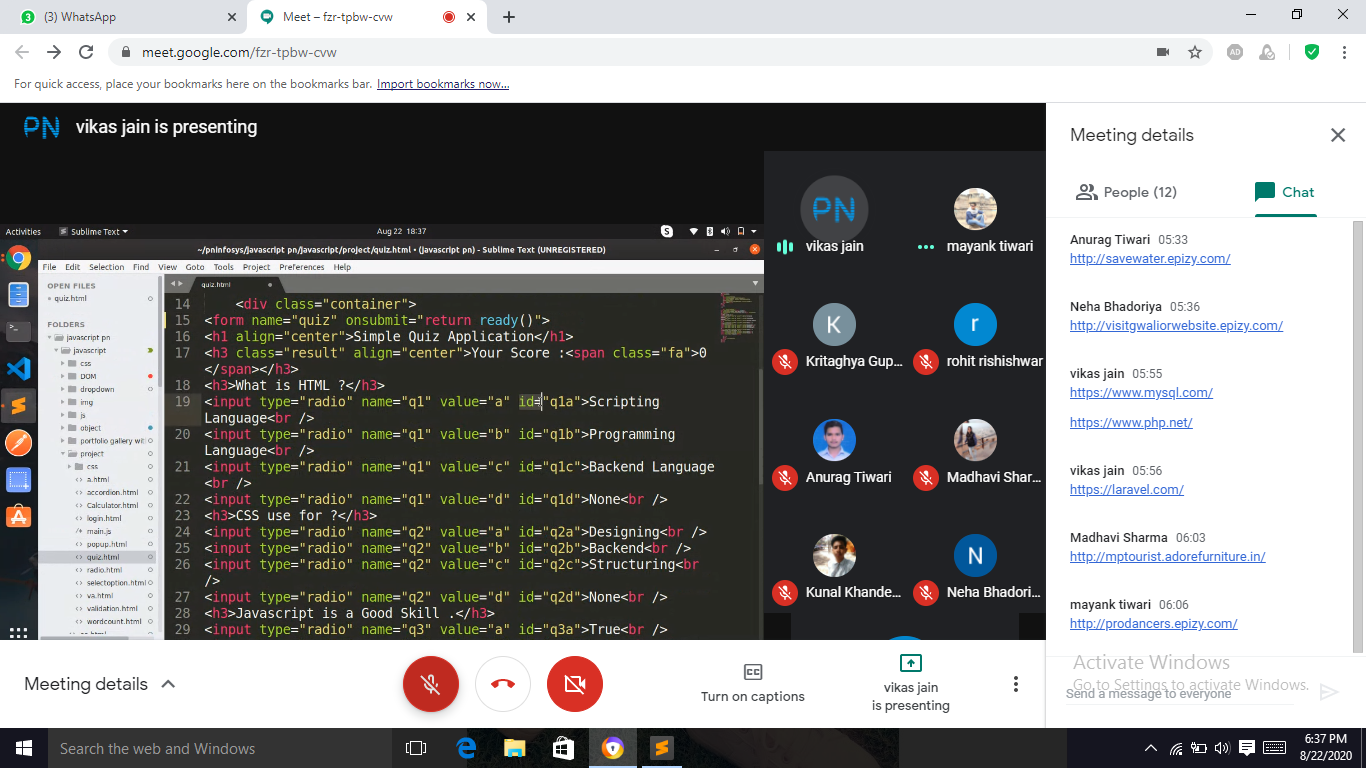 (3) WhatsApp
Meet – fzr-tpbw-cvw
meet.google.com/fzr-tpbw-cvw
For quick access, place your bookmarks here on the bookmarks bar. Import bookmarks now...
PN vikas jain is presenting
Activities Sublime Text Aug 22 18:37
~/pninfosys/javascript pn/javascript/project/quiz.html • (javascript pn) - Sublime Text (UNREGISTERED)
File Edit Selection Find View Goto Tools Project Preferences Help
OPEN FILES
quiz.html
FOLDERS
javascript pn
javascript
css
DOM
dropdown
img
js
object
portfolio gallery wit
project
css
a.html
accordion.html
Calculator.html
login.html
main.js
popup.html
quiz.html
radio.html
selectoption.html
va.html
validation.html
wordcount.html
quiz.html
14 <div class="container">
15 <form name="quiz" onsubmit="return ready()">
16 <h1 align="center">Simple Quiz Application</h1>
17 <h3 class="result" align="center">Your Score :<span class="fa">0
</span></h3>
18 <h3>What is HTML ?</h3>
19 <input type="radio" name="q1" value="a" id="q1a">Scripting
Language<br />
20 <input type="radio" name="q1" value="b" id="q1b">Programming
Language<br />
21 <input type="radio" name="q1" value="c" id="q1c">Backend Language
<br />
22 <input type="radio" name="q1" value="d" id="q1d">None<br />
23 <h3>CSS use for ?</h3>
24 <input type="radio" name="q2" value="a" id="q2a">Designing<br />
25 <input type="radio" name="q2" value="b" id="q2b">Backend<br />
26 <input type="radio" name="q2" value="c" id="q2c">Structuring<br
/>
27 <input type="radio" name="q2" value="d" id="q2d">None<br />
28 <h3>Javascript is a Good Skill .</h3>
29 <input type="radio" name="q3" value="a" id="q3a">True<br />
PN
vikas jain
mayank tiwari
K
Kritaghya Gup...
r
rohit rishishwar
Anurag Tiwari
Madhavi Shar...
Kunal Khande...
N
Neha Bhadori...
Meeting details
People (12)
Chat
Anurag Tiwari 05:33
http://savewater.epizy.com/
Neha Bhadoriya 05:36
http://visitgwaliorwebsite.epizy.com/
vikas jain 05:55
https://www.mysql.com/
https://www.php.net/
vikas jain 05:56
https://laravel.com/
Madhavi Sharma 06:03
http://mptourist.adorefurniture.in/
mayank tiwari 06:06
http://prodancers.epizy.com/
Activate Windows
Go to Settings to activate Windows.
Send a message to everyone
Meeting details
Turn on captions
vikas jain
is presenting
Search the web and Windows
6:37 PM
8/22/2020